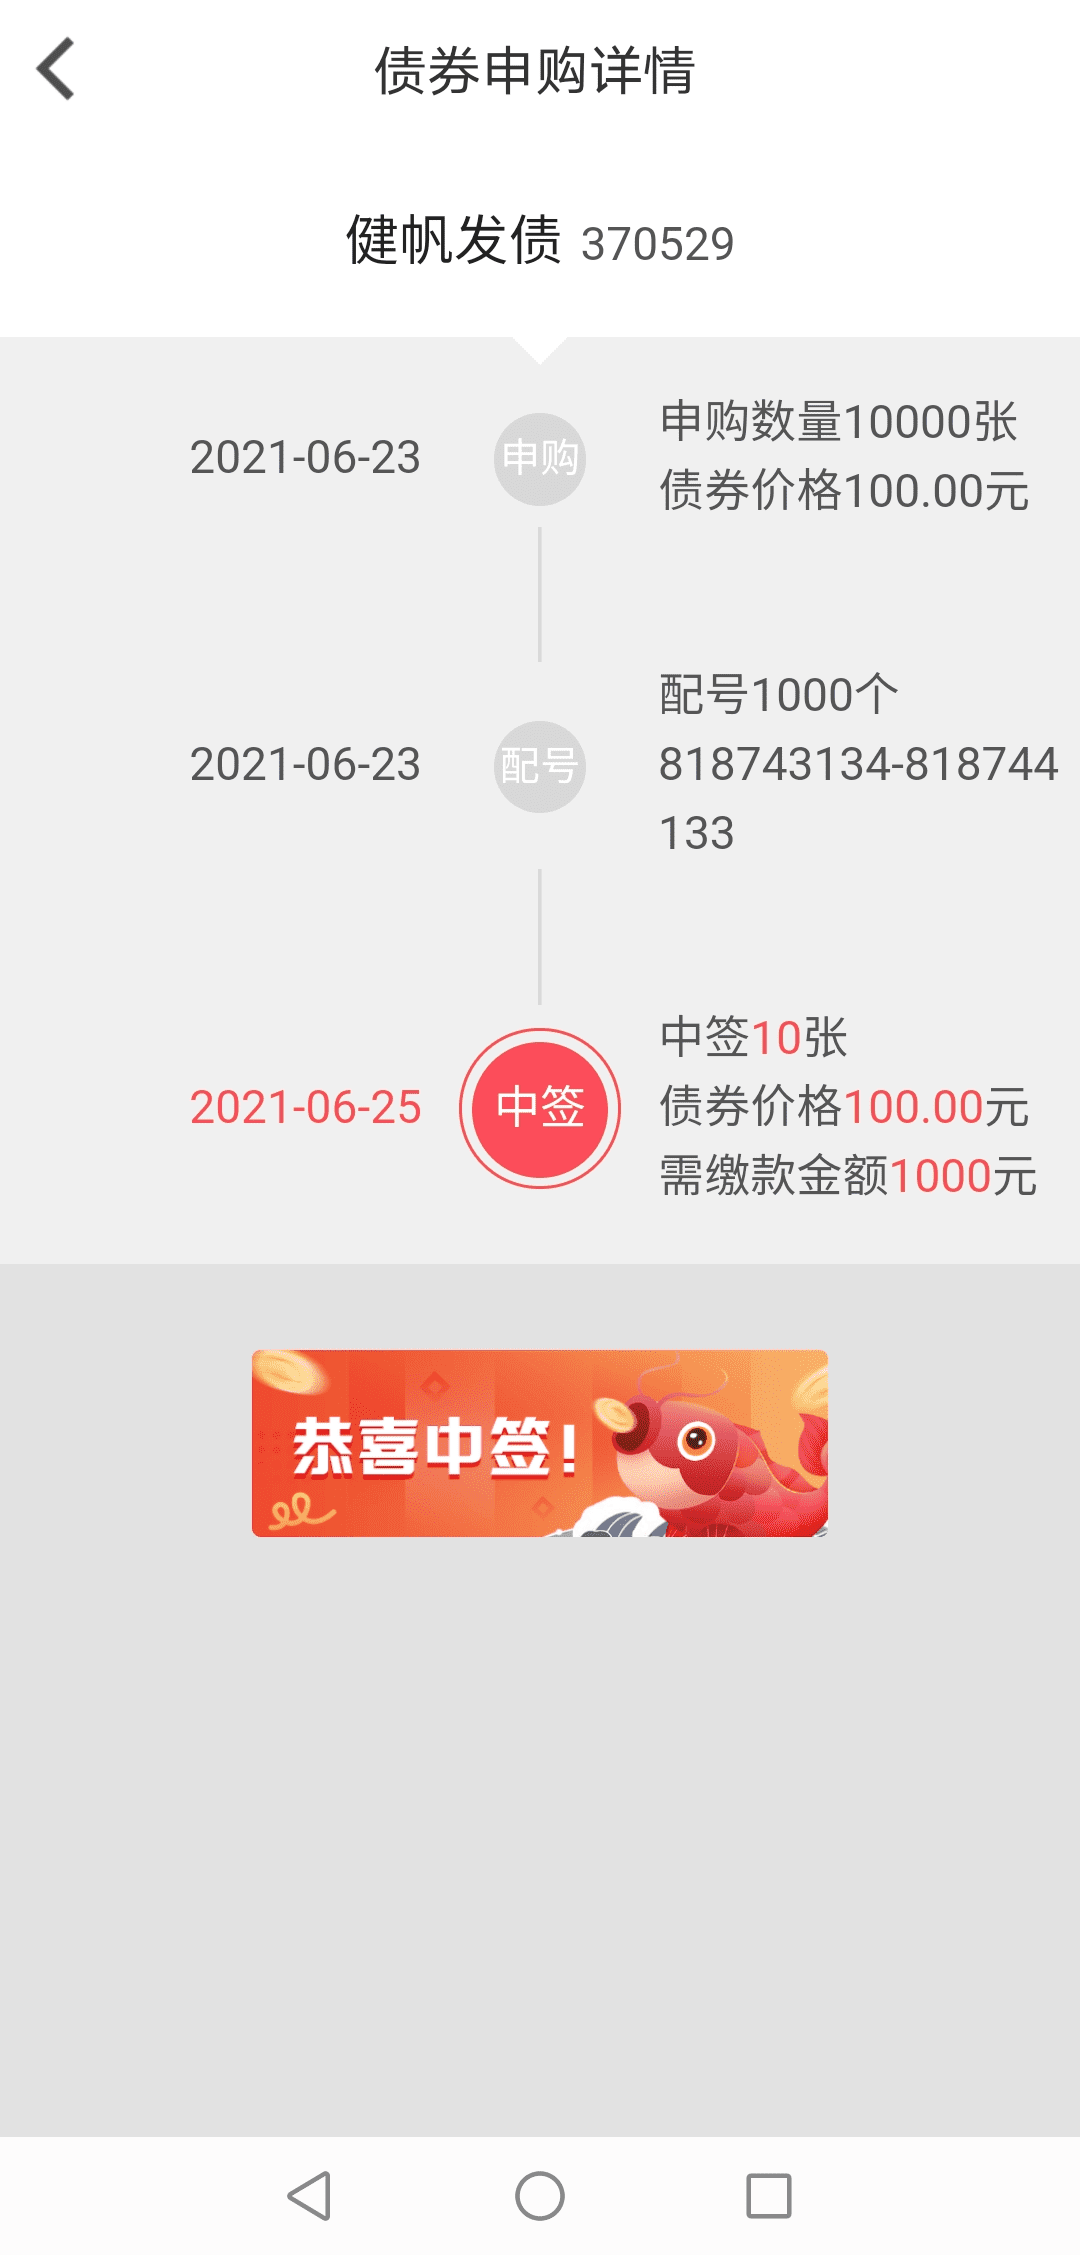 债券申购详情
健帆发债 370529
2021-06-23
申购
申购数量10000张
债券价格100.00元
2021-06-23
配号
配号1000个
818743134-818744
133
2021-06-25
中签
中签10张
债券价格100.00元
需缴款金额1000元
恭喜中签!